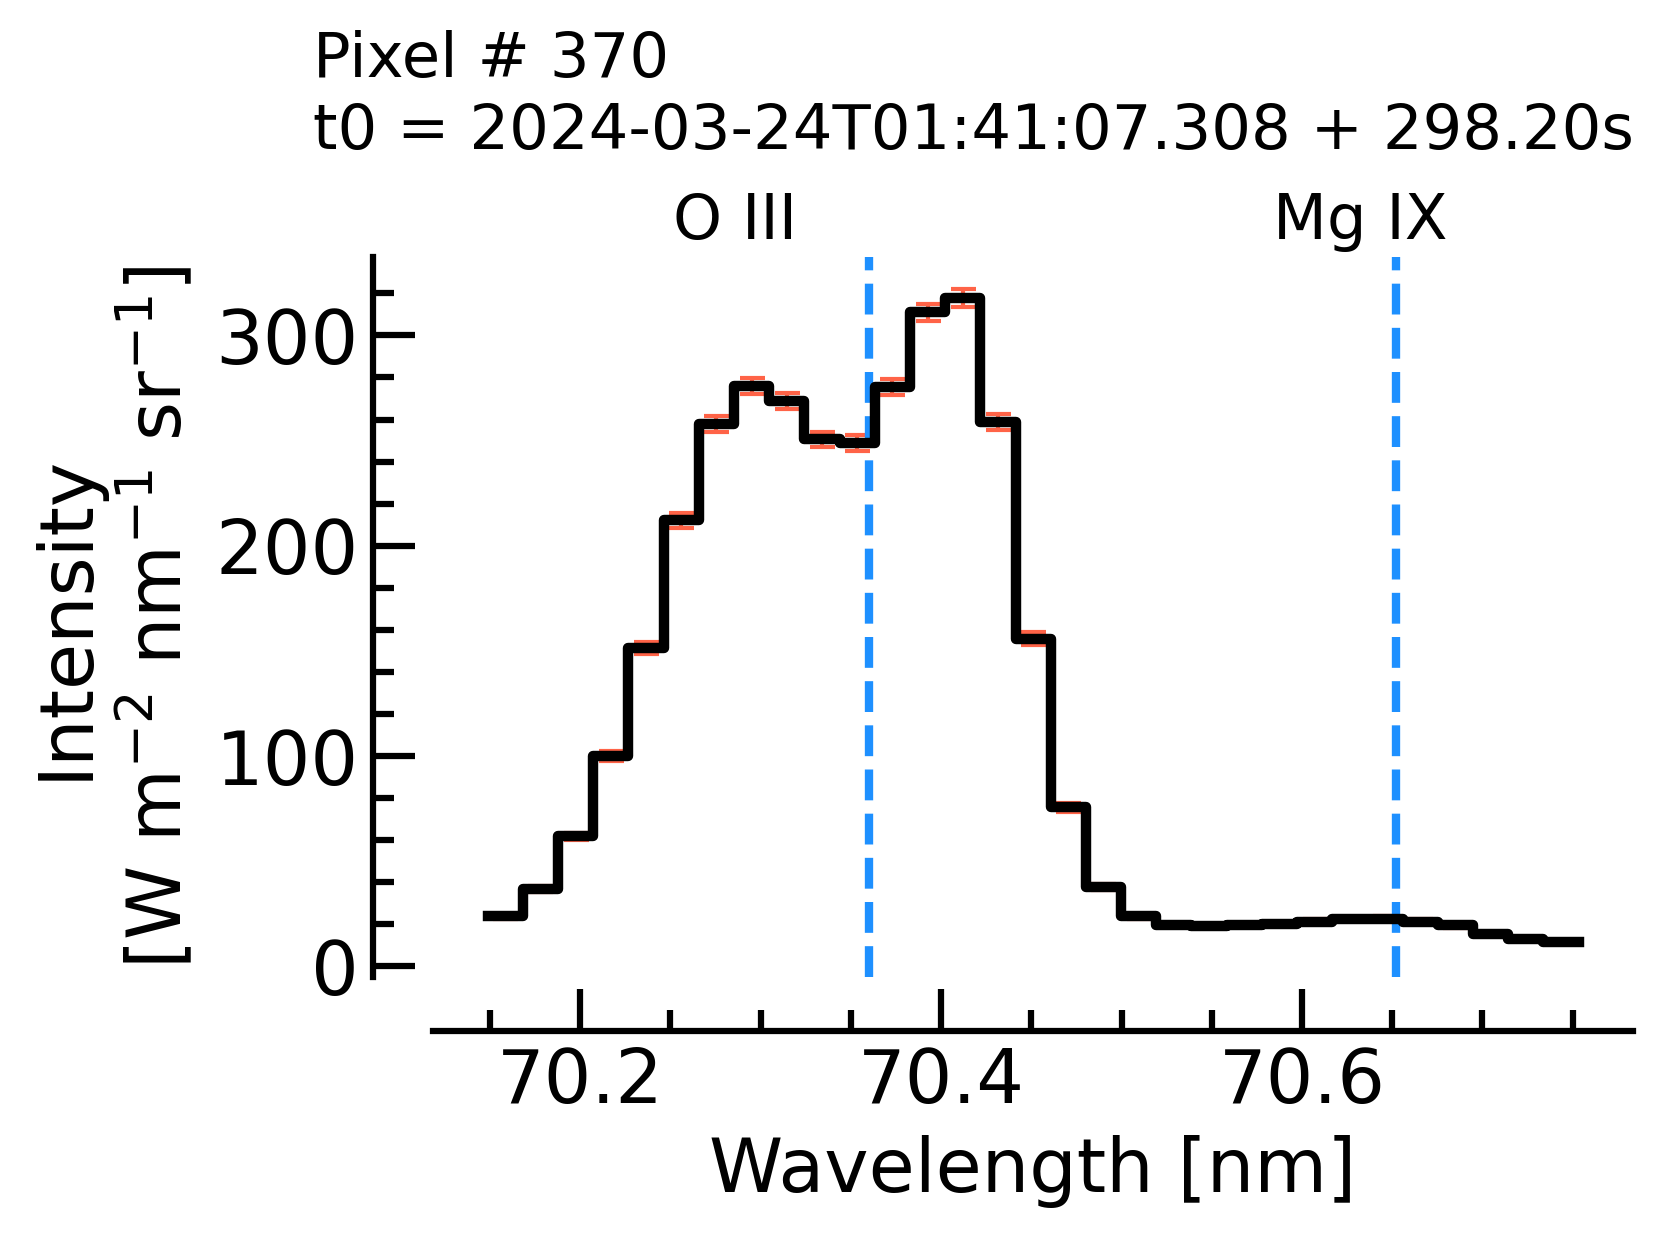 Pixel # 370
t0 = 2024-03-24T01:41:07.308 + 298.20s
O III
Mg IX
Intensity
[W m⁻² nm⁻¹ sr⁻¹]
300
200
100
0
70.2 70.4 70.6
Wavelength [nm]